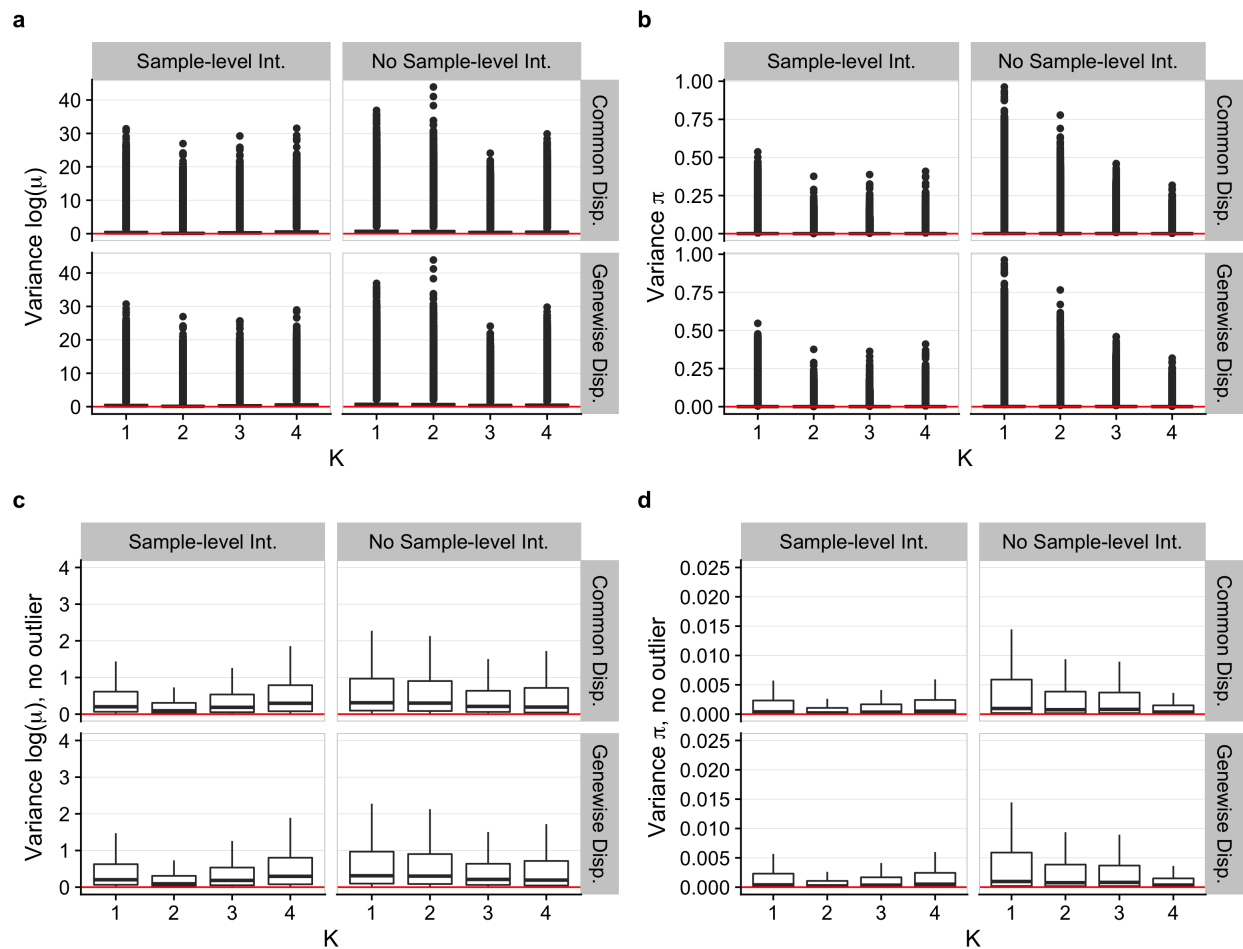 a
Sample-level Int.
No Sample-level Int.
Variance log(μ)
40
30
20
10
0
Common Disp.
40
30
20
10
0
Genewise Disp.
1 2 3 4
1 2 3 4
K
b
Sample-level Int.
No Sample-level Int.
Variance π
1.00
0.75
0.50
0.25
0.00
Common Disp.
1.00
0.75
0.50
0.25
0.00
Genewise Disp.
1 2 3 4
1 2 3 4
K
c
Sample-level Int.
No Sample-level Int.
Variance log(μ), no outlier
4
3
2
1
0
Common Disp.
4
3
2
1
0
Genewise Disp.
1 2 3 4
1 2 3 4
K
d
Sample-level Int.
No Sample-level Int.
Variance π, no outlier
0.025
0.020
0.015
0.010
0.005
0.000
Common Disp.
0.025
0.020
0.015
0.010
0.005
0.000
Genewise Disp.
1 2 3 4
1 2 3 4
K